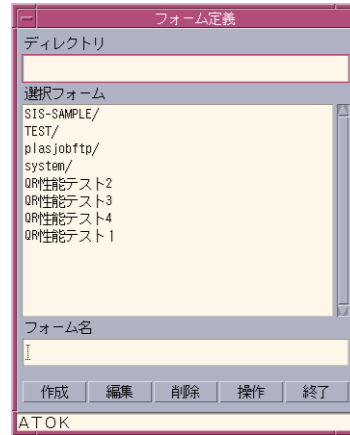 フォーム定義
ディレクトリ
選択フォーム
SIS-SAMPLE/
TEST/
plasjobftp/
system/
QR性能テスト2
QR性能テスト3
QR性能テスト4
QR性能テスト1
フォーム名
作成 編集 削除 操作 終了
ATOK